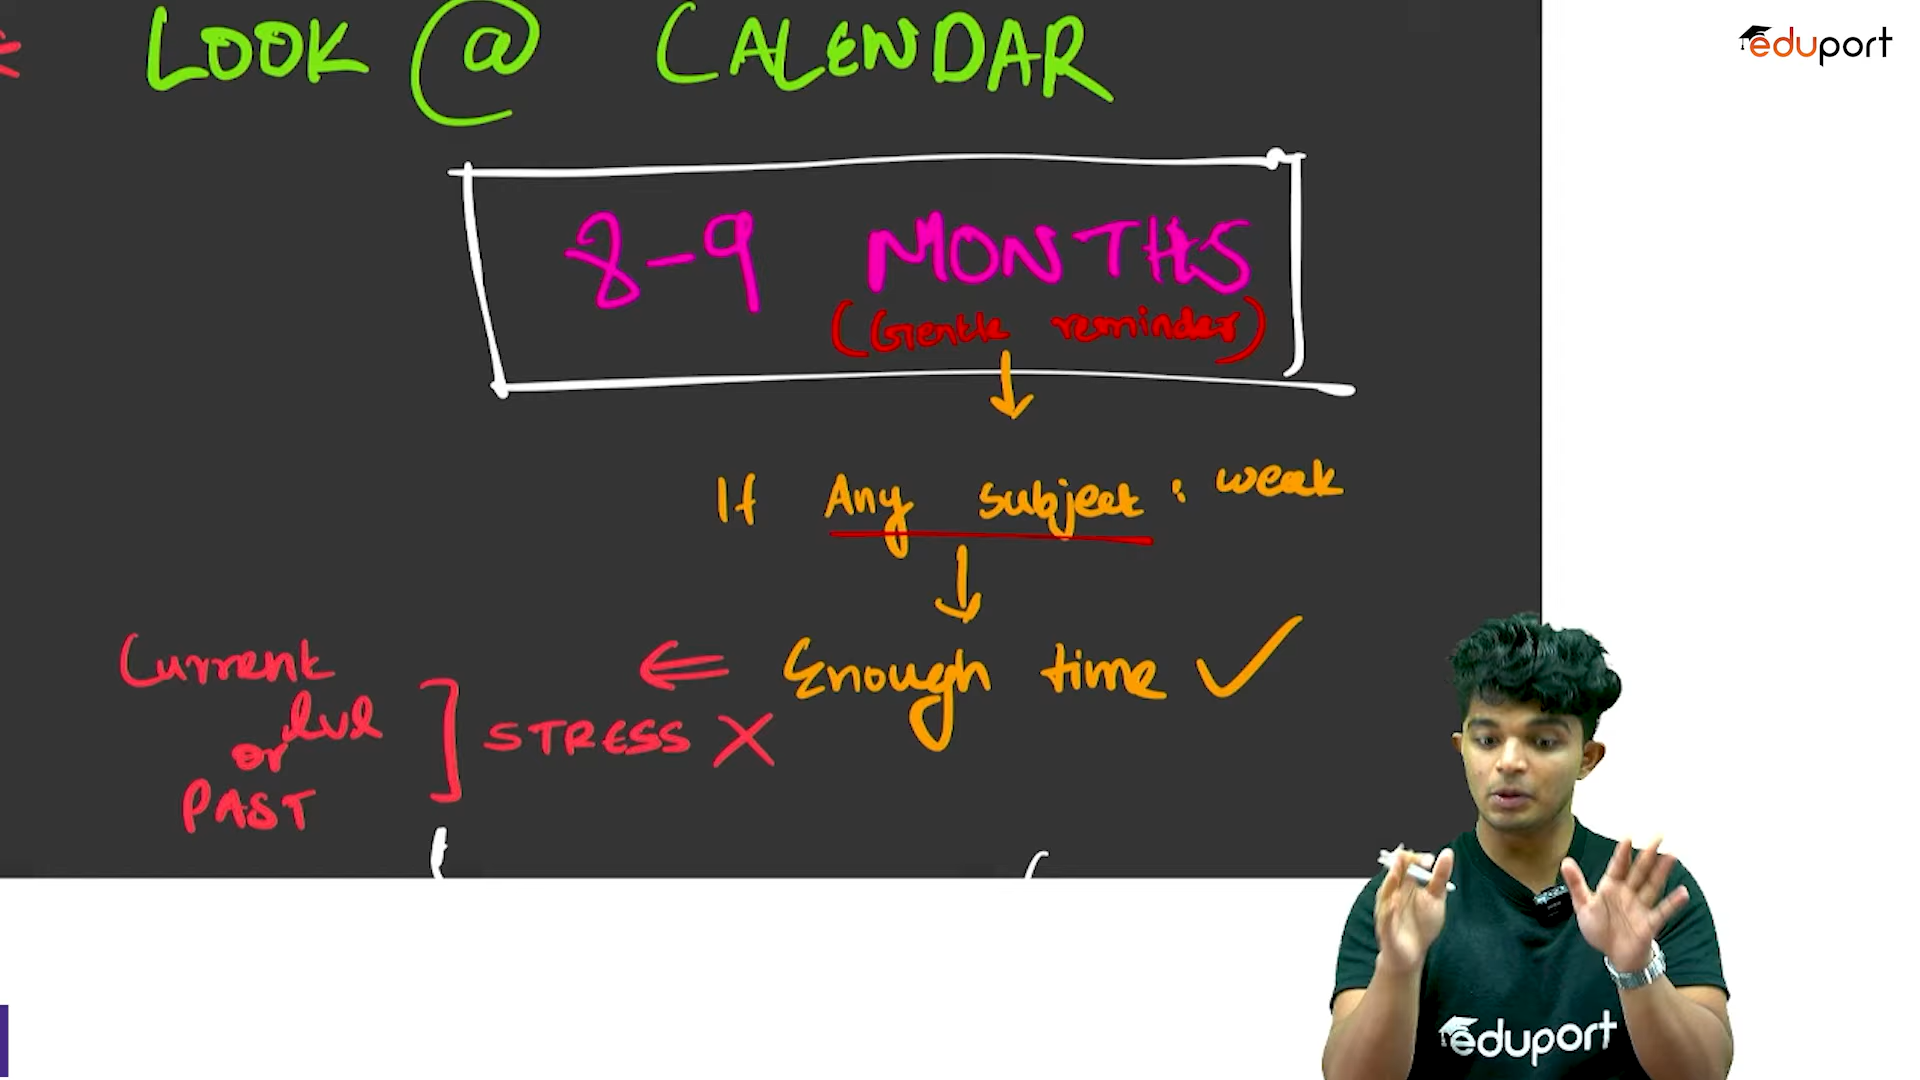 LOOK @ CALENDAR
eduport
8-9 MONTHS
(Gentle reminder)
If Any subject : weak
Enough time ✓
⇐
Current lvl
or
PAST
STRESS X
eduport